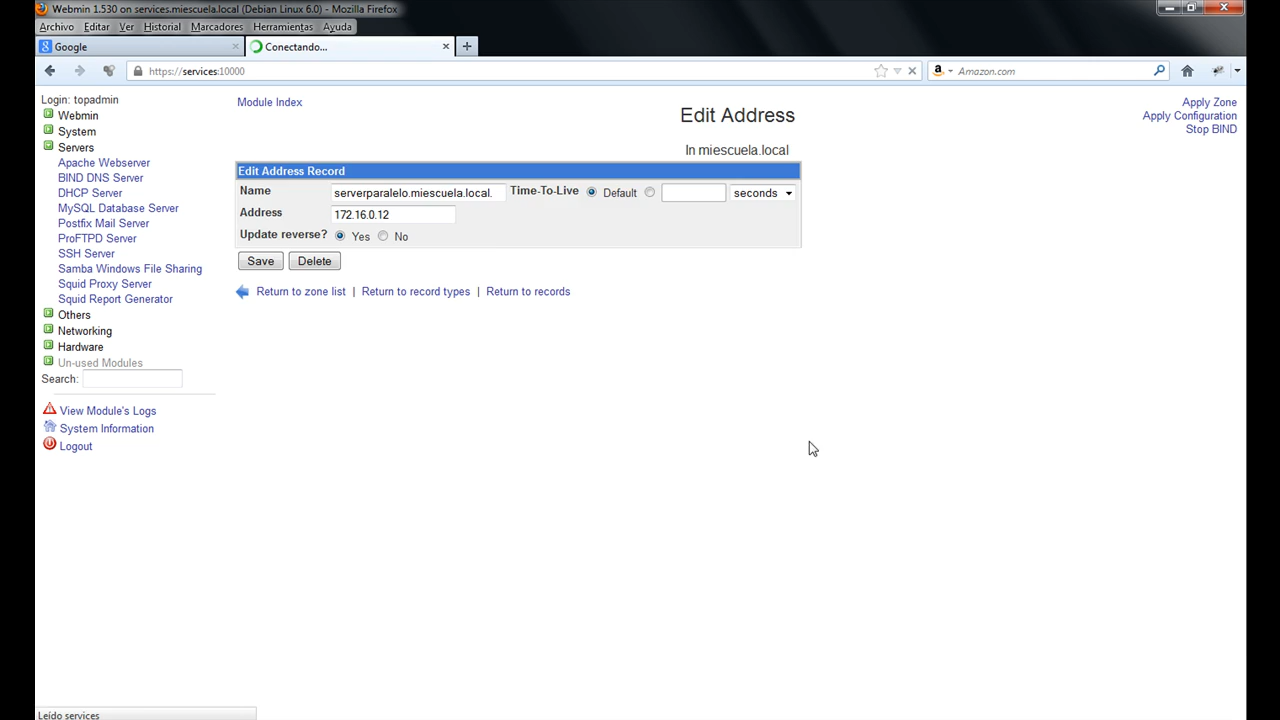 Webmin 1.530 on services.miescuela.local (Debian Linux 6.0) - Mozilla Firefox
Archivo Editar Ver Historial Marcadores Herramientas Ayuda
Google Conectando...
https://services:10000 Amazon.com
Login: topadmin
Webmin
System
Servers
Apache Webserver
BIND DNS Server
DHCP Server
MySQL Database Server
Postfix Mail Server
ProFTPD Server
SSH Server
Samba Windows File Sharing
Squid Proxy Server
Squid Report Generator
Others
Networking
Hardware
Un-used Modules
Search:
View Module's Logs
System Information
Logout
Module Index
Edit Address
In miescuela.local
Apply Zone
Apply Configuration
Stop BIND
Edit Address Record
Name serverparalelo.miescuela.local. Time-To-Live Default seconds
Address 172.16.0.12
Update reverse? Yes No
Save Delete
Return to zone list | Return to record types | Return to records
Leído services